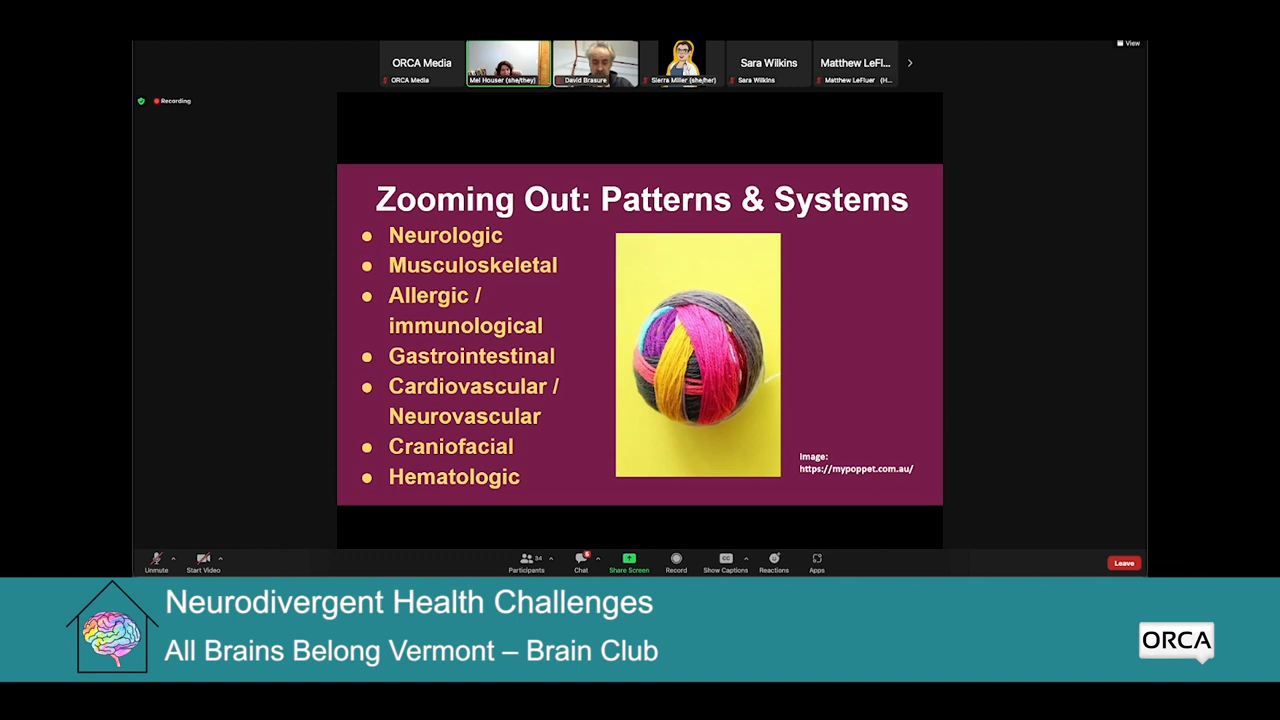 View
ORCA Media
Sara Wilkins
Matthew LeFl...
ORCA Media
Mel Houser (she/they)
David Brasure
Sierra Miller (she/her)
Sara Wilkins
Matthew LeFluer (H...
Recording
Zooming Out: Patterns & Systems
● Neurologic
● Musculoskeletal
● Allergic /
immunological
● Gastrointestinal
● Cardiovascular /
Neurovascular
● Craniofacial
● Hematologic
Image:
https://mypoppet.com.au/
34
8
CC
Unmute
Start Video
Participants
Chat
Share Screen
Record
Show Captions
Reactions
Apps
Leave
Neurodivergent Health Challenges
All Brains Belong Vermont – Brain Club
ORCA